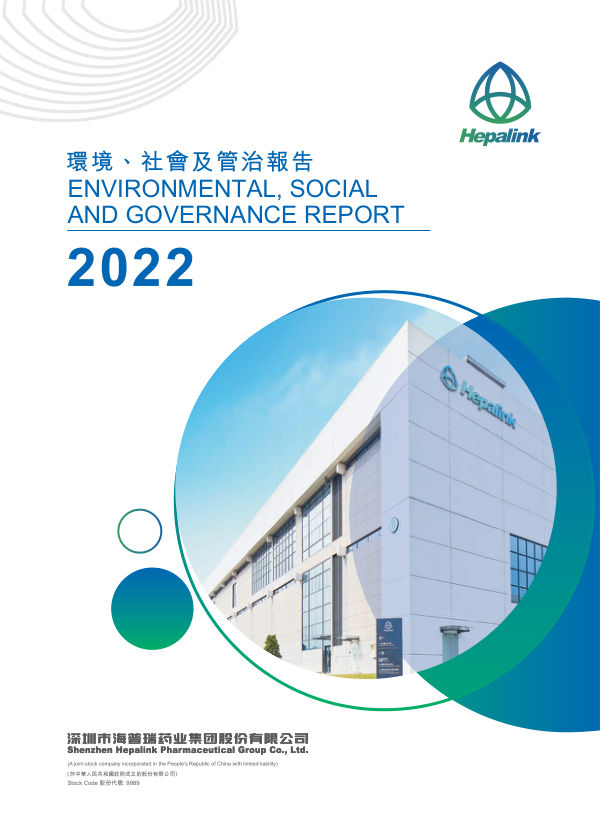 Hepalink
環境、社會及管治報告
ENVIRONMENTAL, SOCIAL
AND GOVERNANCE REPORT
2022
Hepalink
深圳市海普瑞药业集团股份有限公司
Shenzhen Hepalink Pharmaceutical Group Co., Ltd.
(A joint stock company incorporated in the People's Republic of China with limited liability)
(於中華人民共和國註冊成立的股份有限公司)
Stock Code 股份代號: 9989